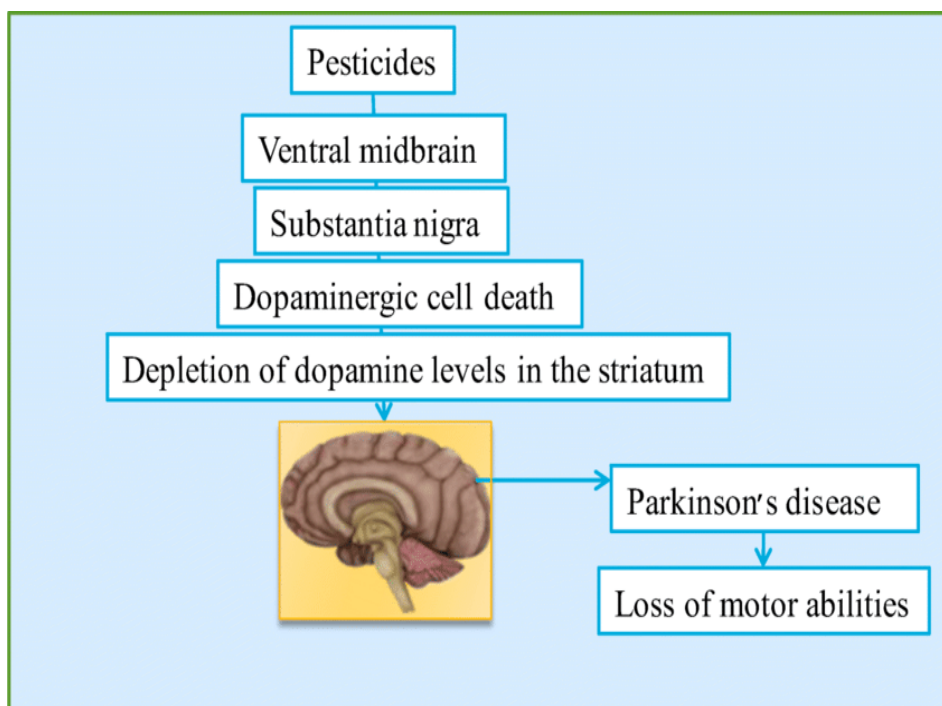 Pesticides
Ventral midbrain
Substantia nigra
Dopaminergic cell death
Depletion of dopamine levels in the striatum
Parkinson's disease
Loss of motor abilities